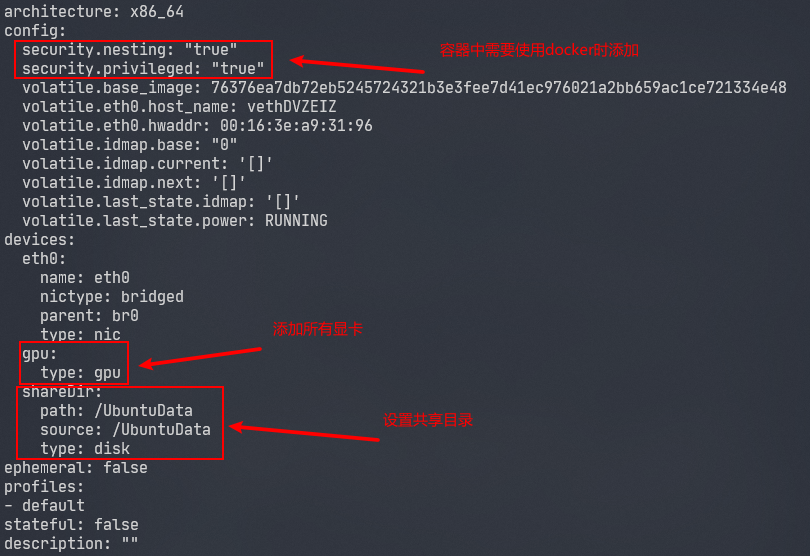 architecture: x86_64
config:
  security.nesting: "true"
容器中需要使用docker时添加
  security.privileged: "true"
  volatile.base_image: 76376ea7db72eb5245724321b3e3fee7d41ec976021a2bb659ac1ce721334e48
  volatile.eth0.host_name: vethDVZEIZ
  volatile.eth0.hwaddr: 00:16:3e:a9:31:96
  volatile.idmap.base: "0"
  volatile.idmap.current: '[]'
  volatile.idmap.next: '[]'
  volatile.last_state.idmap: '[]'
  volatile.last_state.power: RUNNING
devices:
  eth0:
    name: eth0
    nictype: bridged
    parent: br0
    type: nic
添加所有显卡
  gpu:
    type: gpu
  shareDir:
    path: /UbuntuData
    source: /UbuntuData
设置共享目录
    type: disk
ephemeral: false
profiles:
- default
stateful: false
description: ""